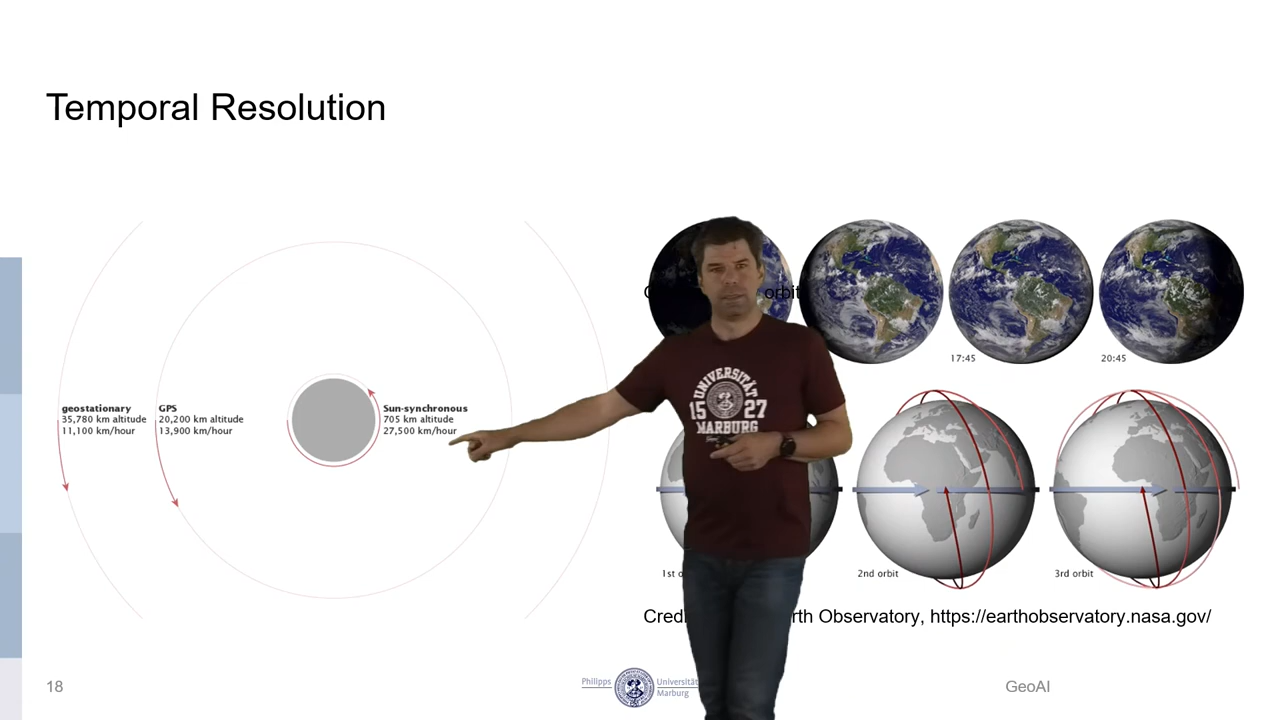 Temporal Resolution
orbit
17:45
20:45
geostationary
35,780 km altitude
11,100 km/hour
GPS
20,200 km altitude
13,900 km/hour
Sun-synchronous
705 km altitude
27,500 km/hour
UNIVERSITÄT
15 27
MARBURG
1st
2nd orbit
3rd orbit
Observatory, https://earthobservatory.nasa.gov/
18
Philipps
Universität
Marburg
GeoAI